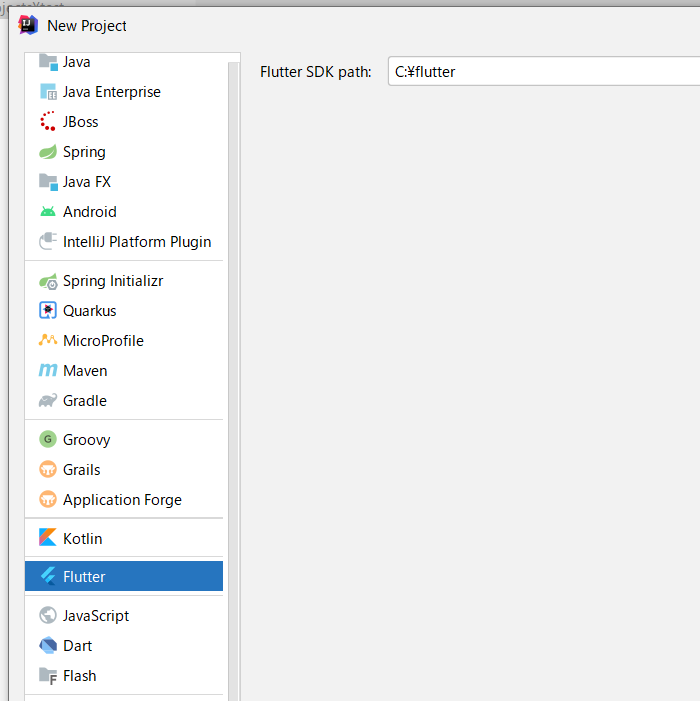 New Project
Java
Java Enterprise
JBoss
Spring
Java FX
Android
IntelliJ Platform Plugin
Spring Initializr
Quarkus
MicroProfile
Maven
Gradle
Groovy
Grails
Application Forge
Kotlin
Flutter
JavaScript
Dart
Flash
Flutter SDK path: C:¥flutter